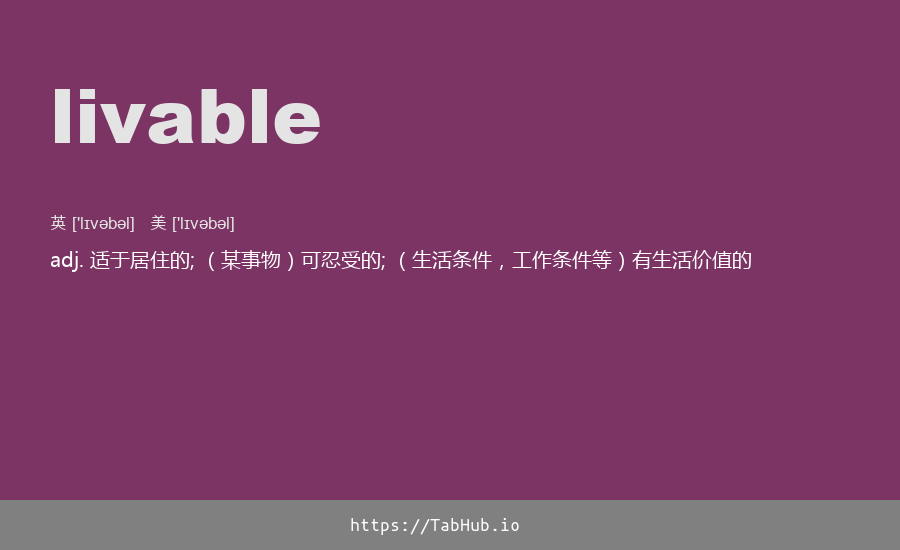 livable
英 ['lɪvəbəl] 美 ['lɪvəbəl]
adj. 适于居住的; （某事物）可忍受的; （生活条件，工作条件等）有生活价值的
https://TabHub.io